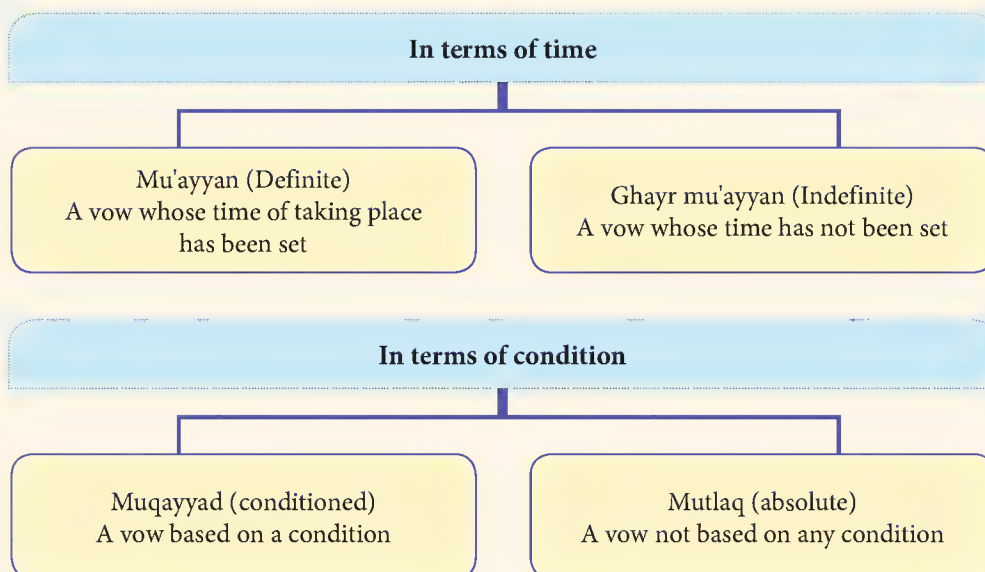 In terms of time
Mu'ayyan (Definite)
A vow whose time of taking place
has been set
Ghayr mu'ayyan (Indefinite)
A vow whose time has not been set
In terms of condition
Muqayyad (conditioned)
A vow based on a condition
Mutlaq (absolute)
A vow not based on any condition